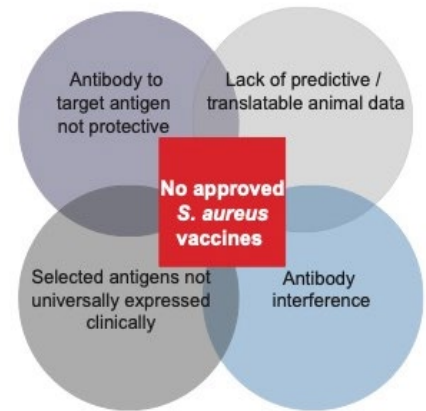 Antibody to
target antigen
not protective
Lack of predictive /
translatable animal data
No approved
S. aureus
vaccines
Selected antigens not
universally expressed
clinically
Antibody
interference